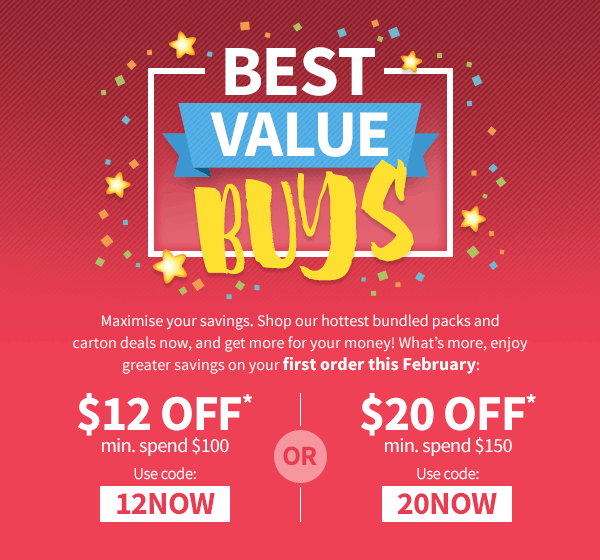 BEST
VALUE
BUYS
Maximise your savings. Shop our hottest bundled packs and
carton deals now, and get more for your money! What's more, enjoy
greater savings on your first order this February:
$12 OFF*
min. spend $100
Use code:
12NOW
OR
$20 OFF*
min. spend $150
Use code:
20NOW